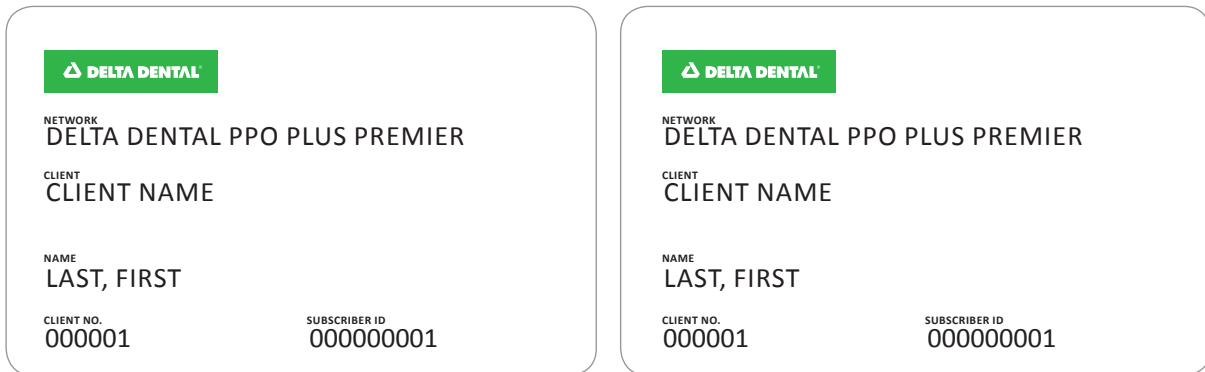 DELTA DENTAL®
NETWORK
DELTA DENTAL PPO PLUS PREMIER
CLIENT
CLIENT NAME
NAME
LAST, FIRST
CLIENT NO. SUBSCRIBER ID
000001 000000001
DELTA DENTAL®
NETWORK
DELTA DENTAL PPO PLUS PREMIER
CLIENT
CLIENT NAME
NAME
LAST, FIRST
CLIENT NO. SUBSCRIBER ID
000001 000000001